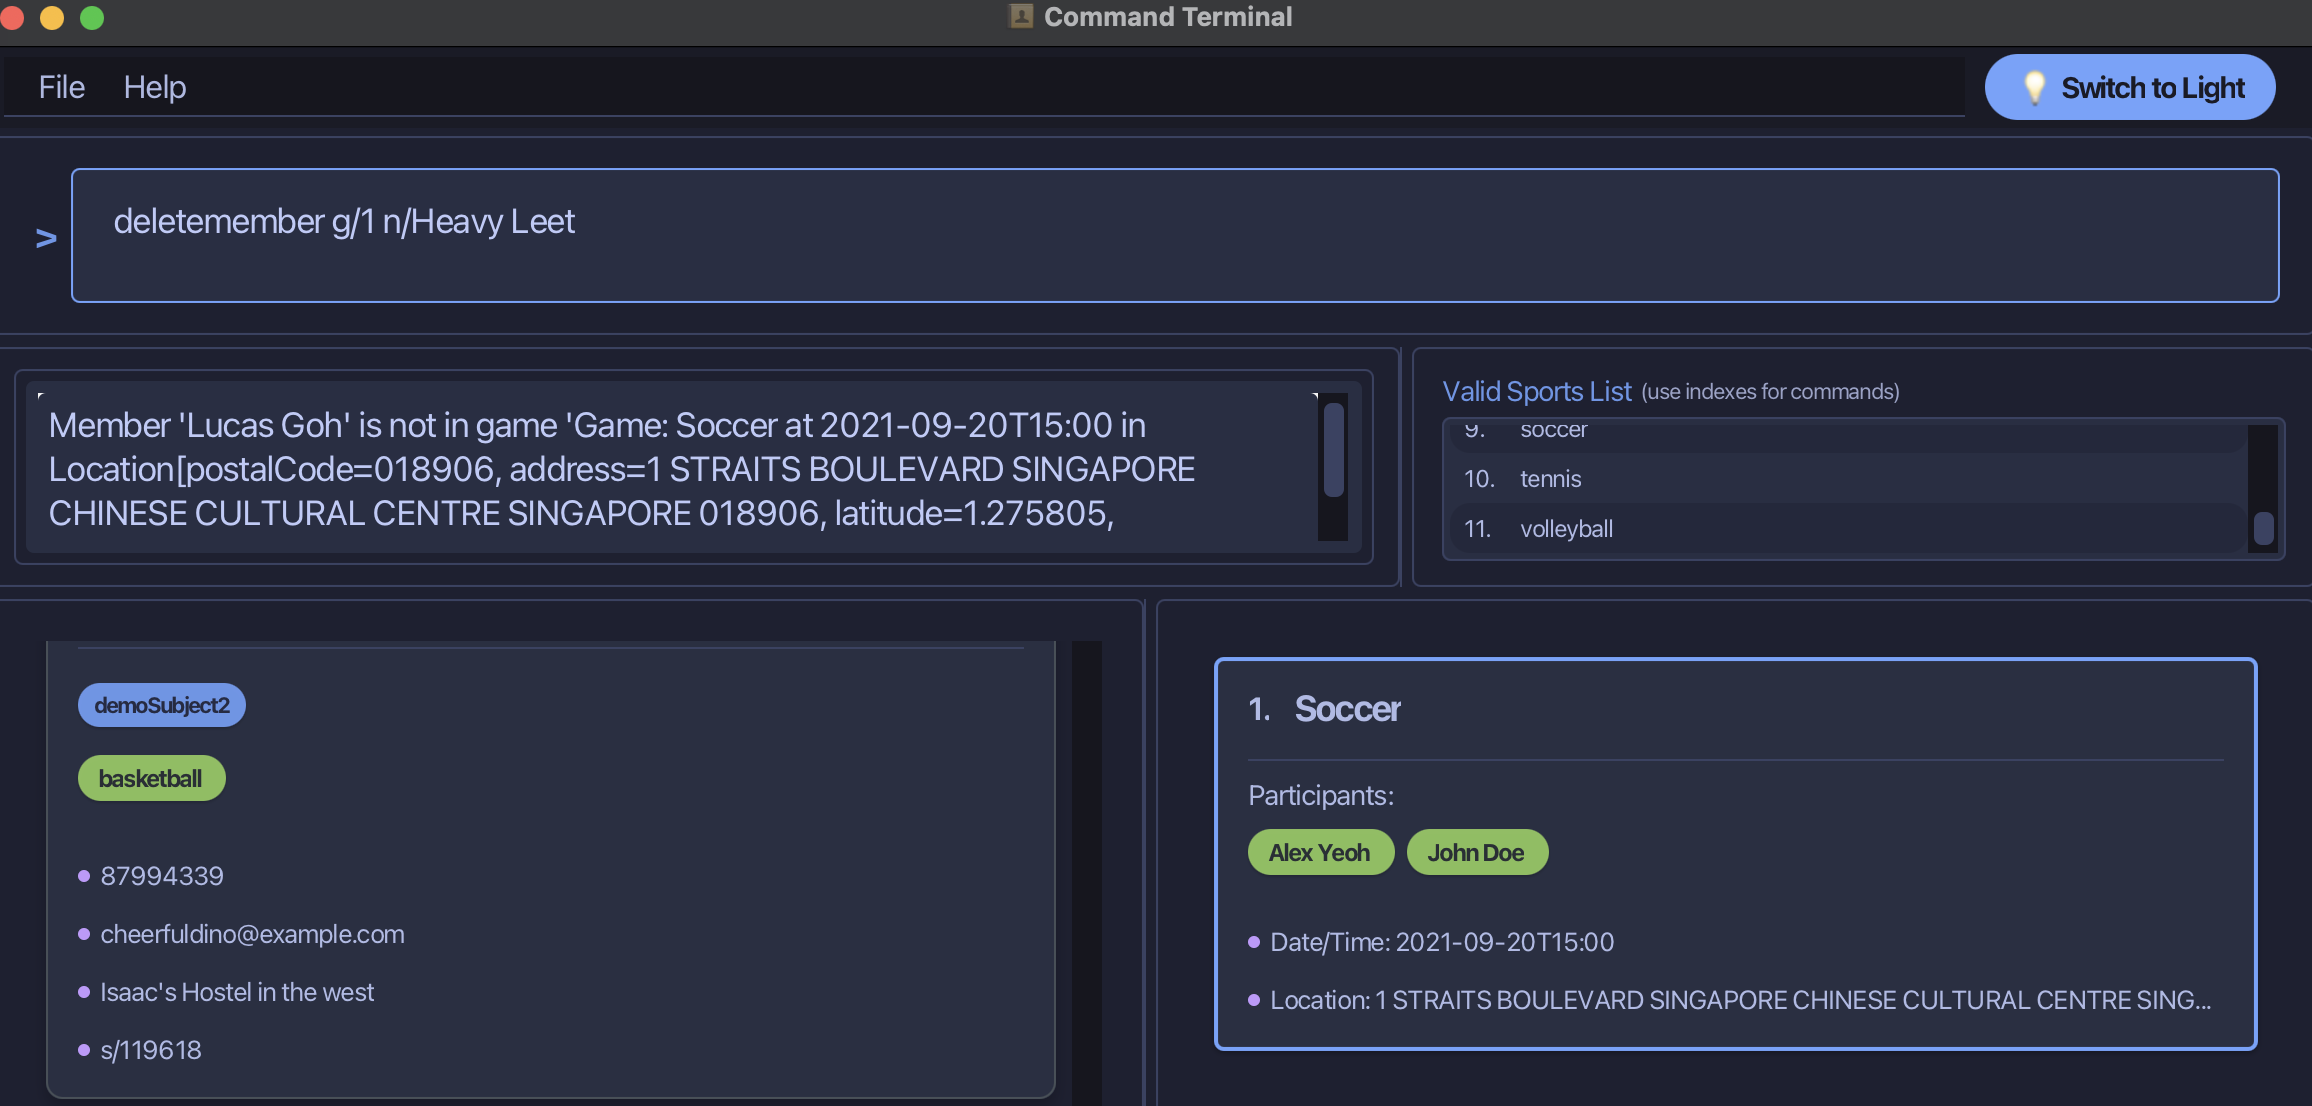 Command Terminal
File Help
Switch to Light
> deletemember g/1 n/Heavy Leet
Member 'Lucas Goh' is not in game 'Game: Soccer at 2021-09-20T15:00 in
Location[postalCode=018906, address=1 STRAITS BOULEVARD SINGAPORE
CHINESE CULTURAL CENTRE SINGAPORE 018906, latitude=1.275805,
Valid Sports List (use indexes for commands)
9. soccer
10. tennis
11. volleyball
demoSubject2
basketball
87994339
cheerfuldino@example.com
Isaac's Hostel in the west
s/119618
1. Soccer
Participants:
Alex Yeoh John Doe
Date/Time: 2021-09-20T15:00
Location: 1 STRAITS BOULEVARD SINGAPORE CHINESE CULTURAL CENTRE SING...